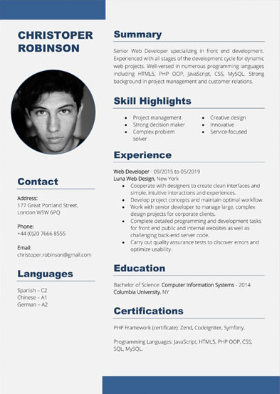 CHRISTOPER
ROBINSON
Contact
Address:
177 Great Portland Street,
London W5W 6PQ
Phone:
+44 (0)20 7666 8555
Email:
christoper.robinson@gmail.com
Languages
Spanish – C2
Chinese – A1
German – A2
Summary
Senior Web Developer specializing in front end development.
Experienced with all stages of the development cycle for dynamic
web projects. Well-versed in numerous programming languages
including HTML5, PHP OOP, JavaScript, CSS, MySQL. Strong
background in project management and customer relations.
Skill Highlights
• Project management
• Strong decision maker
• Complex problem
solver
• Creative design
• Innovative
• Service-focused
Experience
Web Developer - 09/2015 to 05/2019
Luna Web Design, New York
• Cooperate with designers to create clean interfaces and
simple, intuitive interactions and experiences.
• Develop project concepts and maintain optimal workflow.
• Work with senior developer to manage large, complex
design projects for corporate clients.
• Complete detailed programming and development tasks
for front end public and internal websites as well as
challenging back-end server code.
• Carry out quality assurance tests to discover errors and
optimize usability.
Education
Bachelor of Science: Computer Information Systems - 2014
Columbia University, NY
Certifications
PHP Framework (certificate): Zend, Codeigniter, Symfony.
Programming Languages: JavaScript, HTML5, PHP OOP, CSS,
SQL, MySQL.